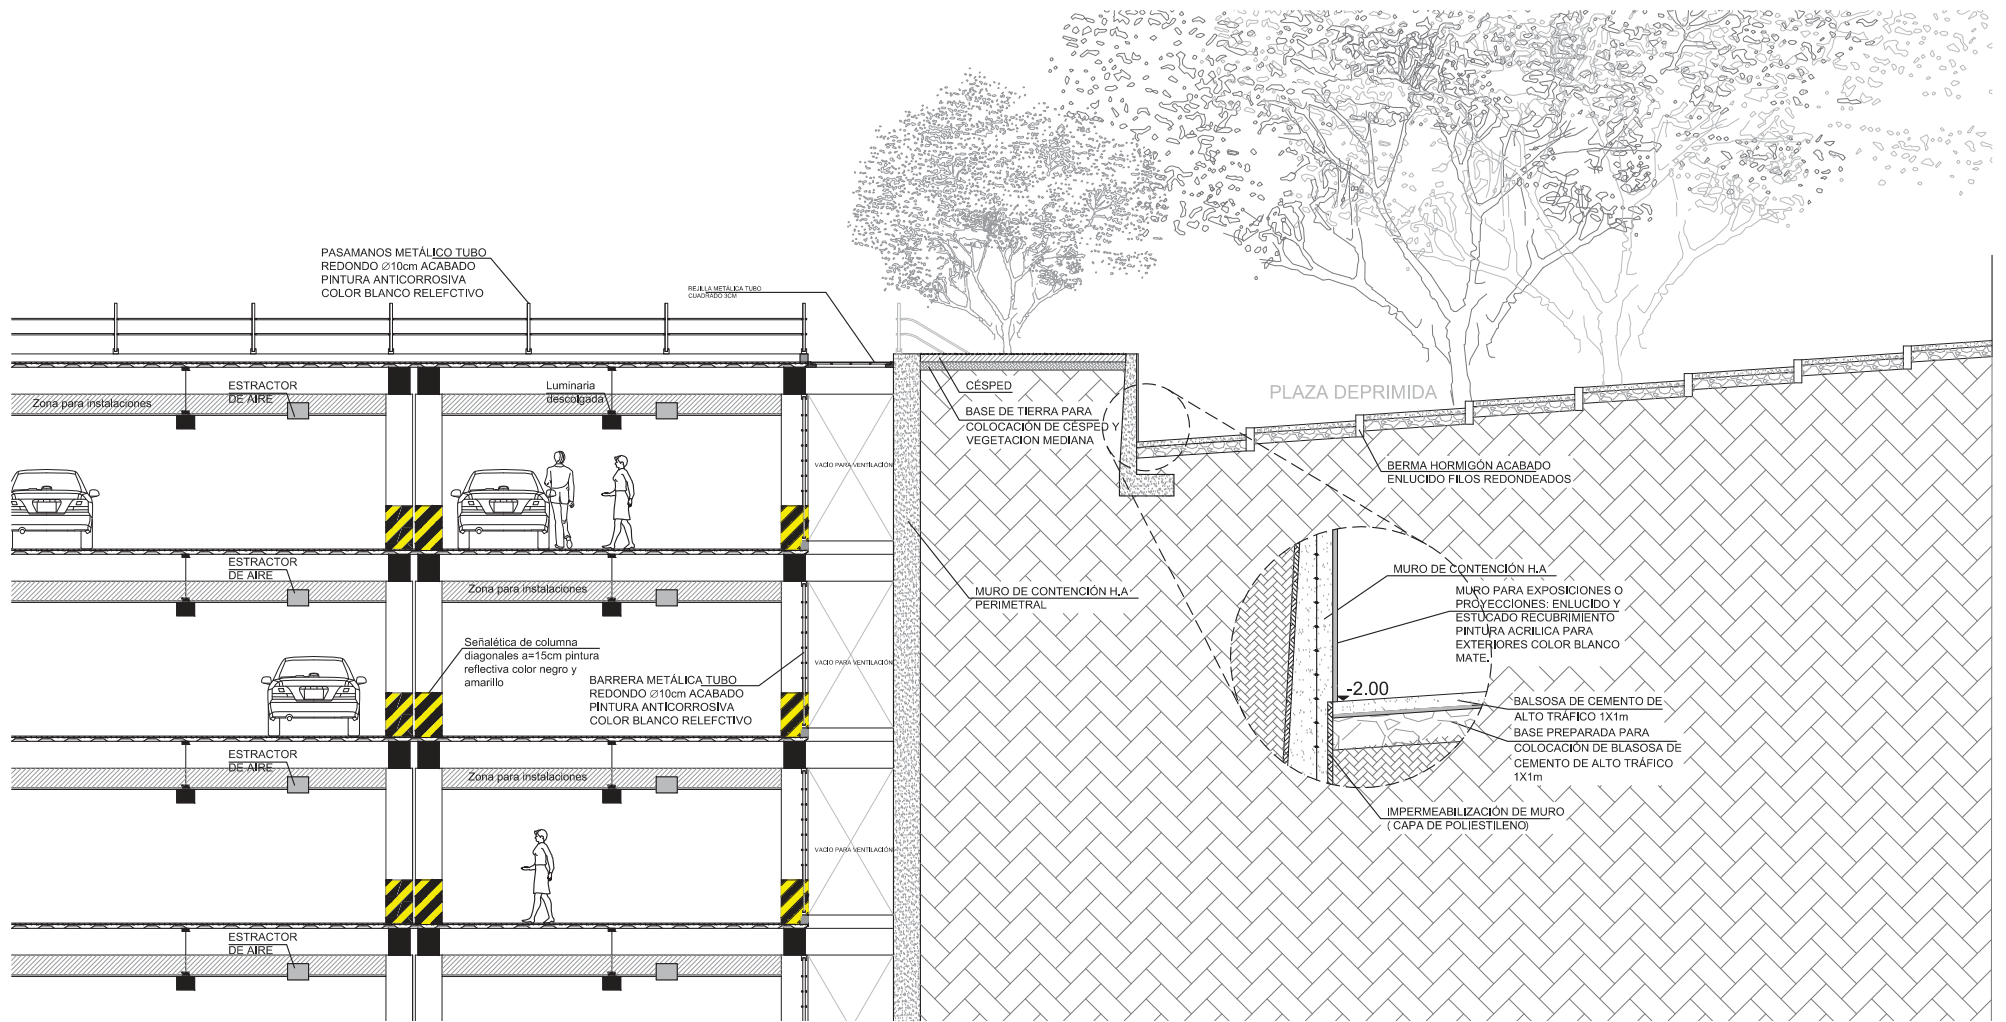 PASAMANOS METÁLICO TUBO
REDONDO ∅10cm ACABADO
PINTURA ANTICORROSIVA
COLOR BLANCO RELEFCTIVO
REJILLA METÁLICA TUBO
CUADRADO 3CM
ESTRACTOR
DE AIRE
Zona para instalaciones
Luminaria
descolgada
CÉSPED
BASE DE TIERRA PARA
COLOCACIÓN DE CÉSPED Y
VEGETACION MEDIANA
PLAZA DEPRIMIDA
VACÍO PARA VENTILACIÓN
BERMA HORMIGÓN ACABADO
ENLUCIDO FILOS REDONDEADOS
ESTRACTOR
DE AIRE
Zona para instalaciones
MURO DE CONTENCIÓN H.A
PERIMETRAL
MURO DE CONTENCIÓN H.A
MURO PARA EXPOSICIONES O
PROYECCIONES: ENLUCIDO Y
ESTUCADO RECUBRIMIENTO
PINTURA ACRILICA PARA
EXTERIORES COLOR BLANCO
MATE.
Señalética de columna
diagonales a=15cm pintura
reflectiva color negro y
amarillo
BARRERA METÁLICA TUBO
REDONDO ∅10cm ACABADO
PINTURA ANTICORROSIVA
COLOR BLANCO RELEFCTIVO
VACÍO PARA VENTILACIÓN
-2.00
BALSOSA DE CEMENTO DE
ALTO TRÁFICO 1X1m
BASE PREPARADA PARA
COLOCACIÓN DE BLASOSA DE
CEMENTO DE ALTO TRÁFICO
1X1m
ESTRACTOR
DE AIRE
Zona para instalaciones
IMPERMEABILIZACIÓN DE MURO
( CAPA DE POLIESTILENO)
VACÍO PARA VENTILACIÓN
ESTRACTOR
DE AIRE